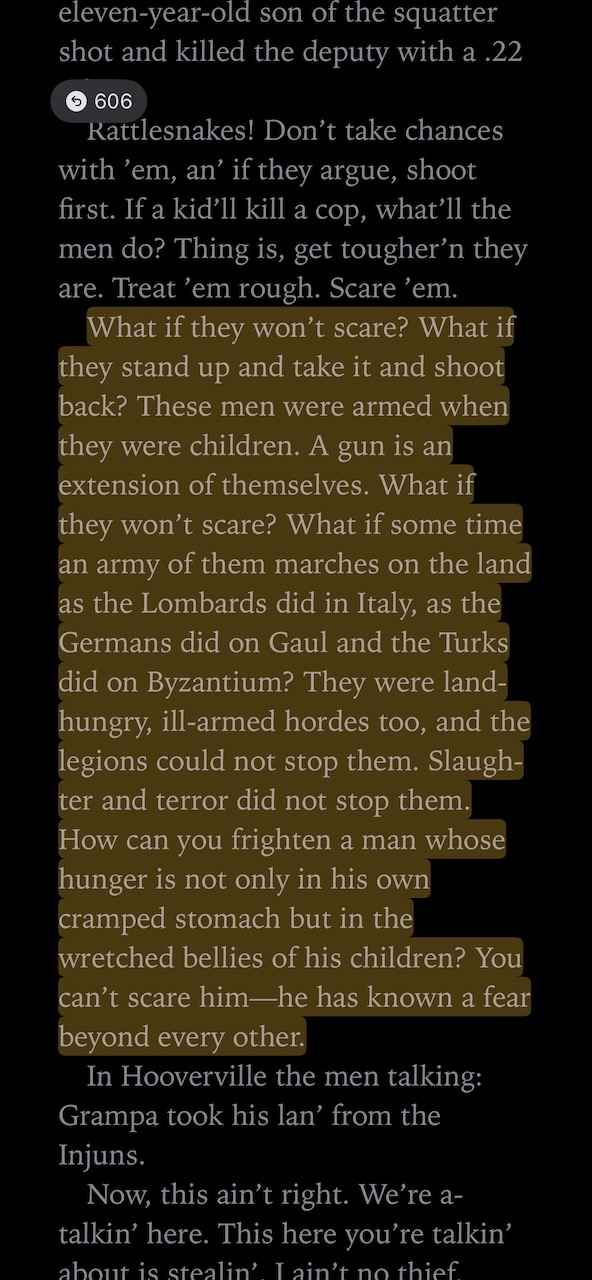 eleven-year-old son of the squatter
shot and killed the deputy with a .22
606
Rattlesnakes! Don’t take chances
with ’em, an’ if they argue, shoot
first. If a kid’ll kill a cop, what’ll the
men do? Thing is, get tougher’n they
are. Treat ’em rough. Scare ’em.
What if they won’t scare? What if
they stand up and take it and shoot
back? These men were armed when
they were children. A gun is an
extension of themselves. What if
they won’t scare? What if some time
an army of them marches on the land
as the Lombards did in Italy, as the
Germans did on Gaul and the Turks
did on Byzantium? They were land-
hungry, ill-armed hordes too, and the
legions could not stop them. Slaugh-
ter and terror did not stop them.
How can you frighten a man whose
hunger is not only in his own
cramped stomach but in the
wretched bellies of his children? You
can’t scare him—he has known a fear
beyond every other.
In Hooverville the men talking:
Grampa took his lan’ from the
Injuns.
Now, this ain’t right. We’re a-
talkin’ here. This here you’re talkin’
about is stealin’. I ain’t no thief.